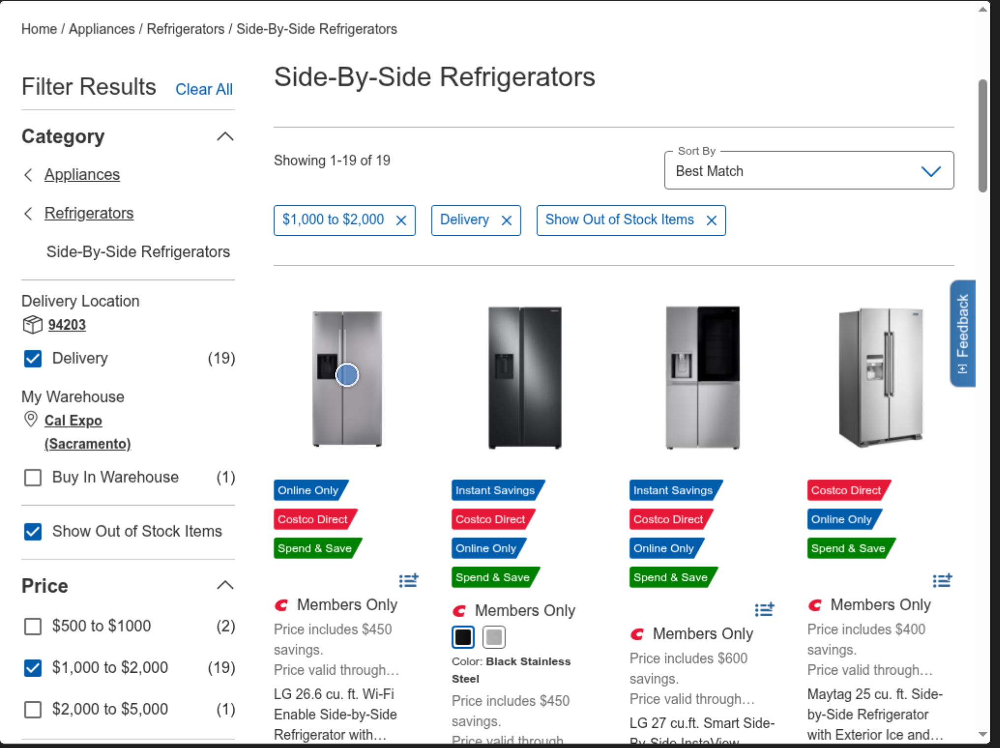 Home / Appliances / Refrigerators / Side-By-Side Refrigerators
Filter Results
Clear All
Category
Appliances
Refrigerators
Side-By-Side Refrigerators
Delivery Location
94203
Delivery (19)
My Warehouse
Cal Expo
(Sacramento)
Buy In Warehouse (1)
Show Out of Stock Items
Price
$500 to $1000 (2)
$1,000 to $2,000 (19)
$2,000 to $5,000 (1)
Side-By-Side Refrigerators
Showing 1-19 of 19
Sort By
Best Match
$1,000 to $2,000
Delivery
Show Out of Stock Items
Online Only
Costco Direct
Spend & Save
Members Only
Price includes $450
savings.
Price valid through...
LG 26.6 cu. ft. Wi-Fi
Enable Side-by-Side
Refrigerator with...
Instant Savings
Costco Direct
Online Only
Spend & Save
Members Only
Color: Black Stainless
Steel
Price includes $450
savings.
Price valid through
Instant Savings
Costco Direct
Online Only
Spend & Save
Members Only
Price includes $600
savings.
Price valid through...
LG 27 cu.ft. Smart Side-
By-Side InstaView
Costco Direct
Online Only
Spend & Save
Members Only
Price includes $400
savings.
Price valid through...
Maytag 25 cu. ft. Side-
by-Side Refrigerator
with Exterior Ice and...
[+] Feedback